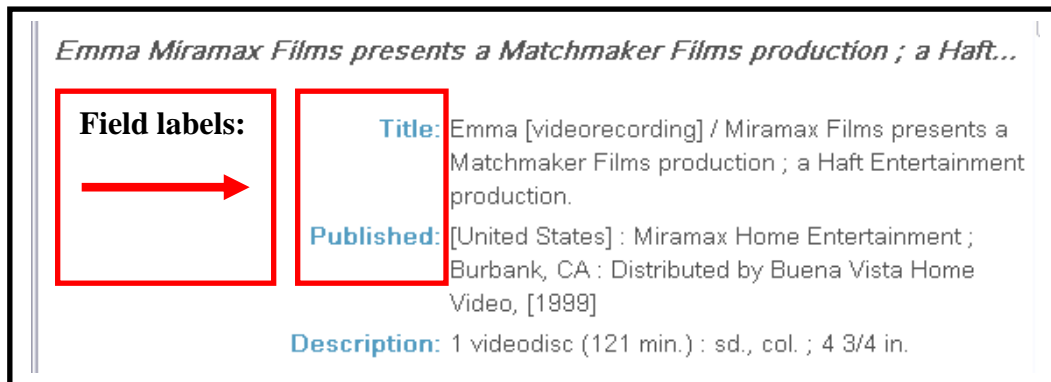 Emma Miramax Films presents a Matchmaker Films production ; a Haft...
Field labels:
Title: Emma [videorecording] / Miramax Films presents a
Matchmaker Films production ; a Haft Entertainment
production.
Published: [United States] : Miramax Home Entertainment ;
Burbank, CA : Distributed by Buena Vista Home
Video, [1999]
Description: 1 videodisc (121 min.) : sd., col. ; 4 3/4 in.